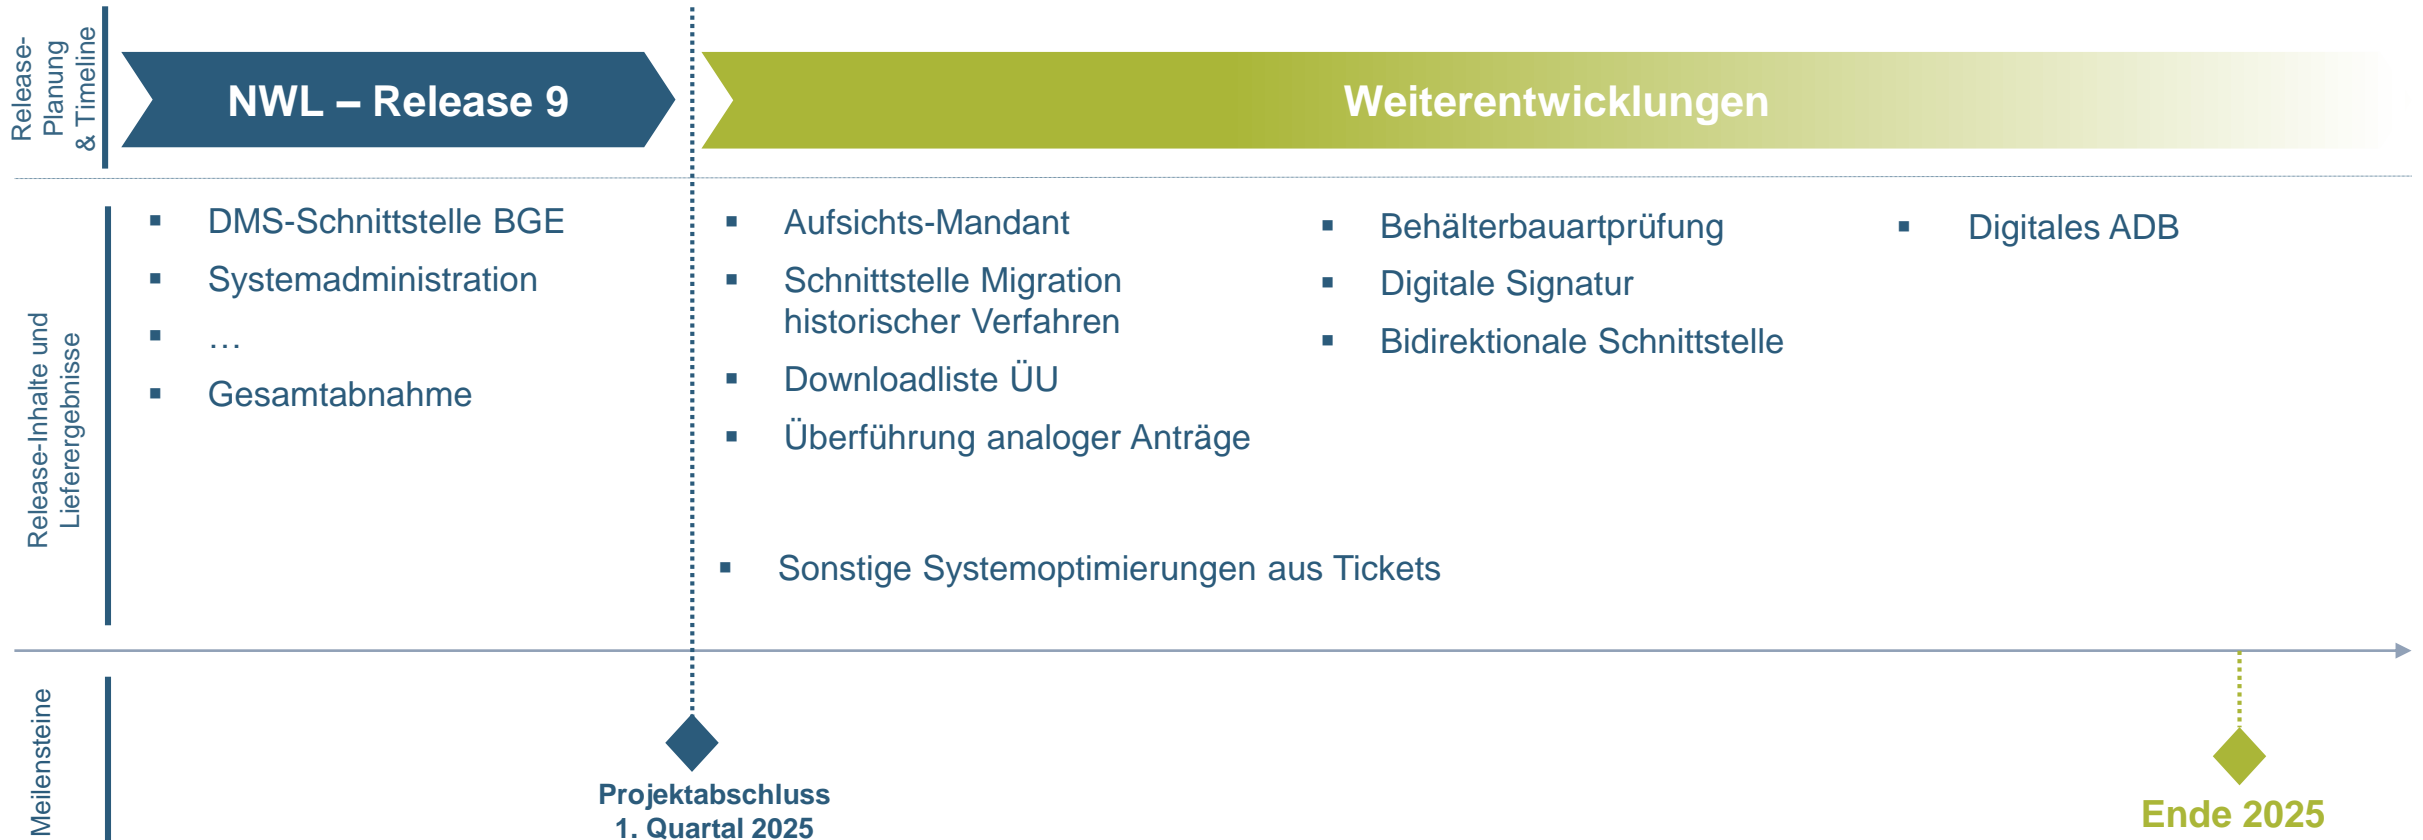 Release-
Planung
& Timeline
NWL – Release 9
Weiterentwicklungen
Release-Inhalte und
Lieferergebnisse
▪ DMS-Schnittstelle BGE
▪ Systemadministration
▪ …
▪ Gesamtabnahme
▪ Aufsichts-Mandant
▪ Schnittstelle Migration
historischer Verfahren
▪ Downloadliste ÜU
▪ Überführung analoger Anträge
▪ Behälterbauartprüfung
▪ Digitale Signatur
▪ Bidirektionale Schnittstelle
▪ Digitales ADB
▪ Sonstige Systemoptimierungen aus Tickets
Meilensteine
Projektabschluss
1. Quartal 2025
Ende 2025